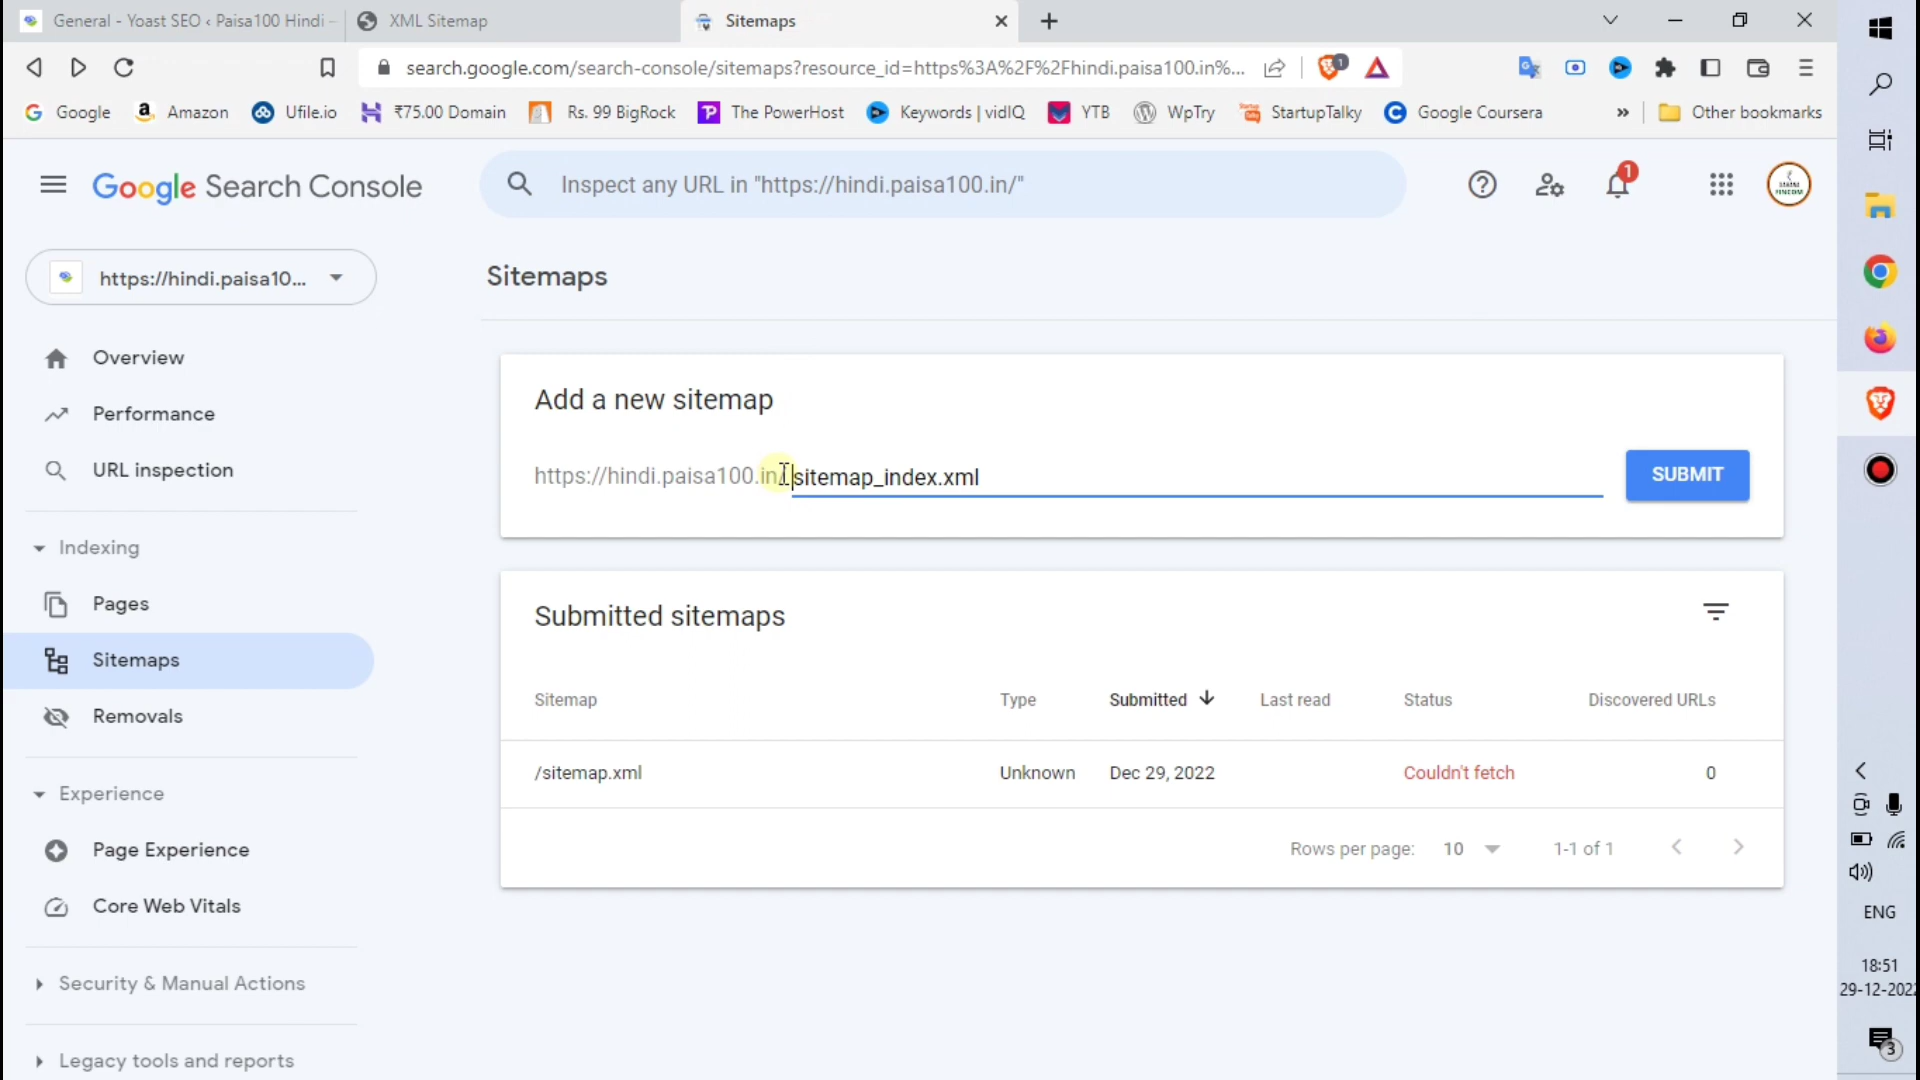 General - Yoast SEO ‹ Paisa100 Hindi –
XML Sitemap
Sitemaps
search.google.com/search-console/sitemaps?resource_id=https%3A%2F%2Fhindi.paisa100.in%...
1
Google
Amazon
Ufile.io
₹75.00 Domain
Rs. 99 BigRock
The PowerHost
Keywords | vidIQ
YTB
WpTry
StartupTalky
Google Coursera
»
Other bookmarks
Google Search Console
Inspect any URL in "https://hindi.paisa100.in/"
1
https://hindi.paisa10...
Sitemaps
Overview
Performance
URL inspection
Indexing
Pages
Sitemaps
Removals
Experience
Page Experience
Core Web Vitals
Security & Manual Actions
Legacy tools and reports
Add a new sitemap
https://hindi.paisa100.in/ sitemap_index.xml
SUBMIT
Submitted sitemaps
Sitemap Type Submitted Last read Status Discovered URLs
/sitemap.xml Unknown Dec 29, 2022 Couldn't fetch 0
Rows per page: 10 1-1 of 1
ENG
18:51
29-12-2022
3